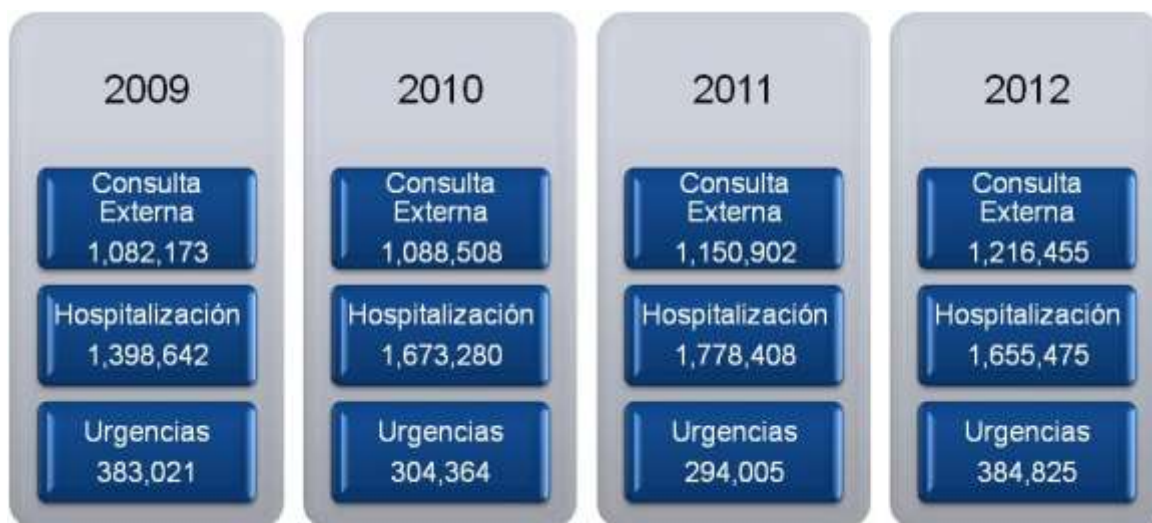 2009
Consulta
Externa
1,082,173
Hospitalización
1,398,642
Urgencias
383,021
2010
Consulta
Externa
1,088,508
Hospitalización
1,673,280
Urgencias
304,364
2011
Consulta
Externa
1,150,902
Hospitalización
1,778,408
Urgencias
294,005
2012
Consulta
Externa
1,216,455
Hospitalización
1,655,475
Urgencias
384,825